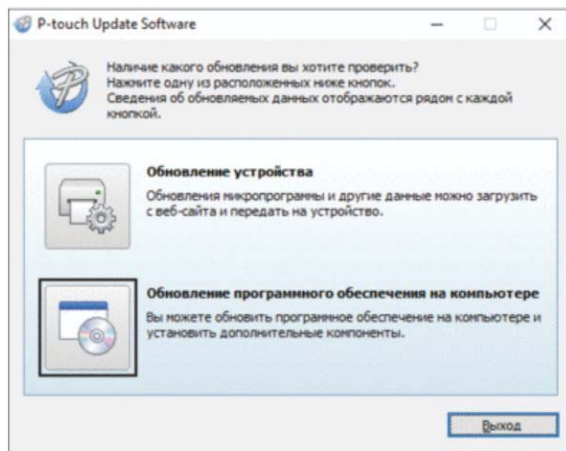 P-touch Update Software
Наличие какого обновления вы хотите проверить?
Нажмите одну из расположенных ниже кнопок.
Сведения об обновляемых данных отображаются рядом с каждой
кнопкой.
Обновление устройства
Обновления микропрограммы и другие данные можно загрузить
с веб-сайта и передать на устройство.
Обновление программного обеспечения на компьютере
Вы можете обновить программное обеспечение на компьютере и
установить дополнительные компоненты.
Выход